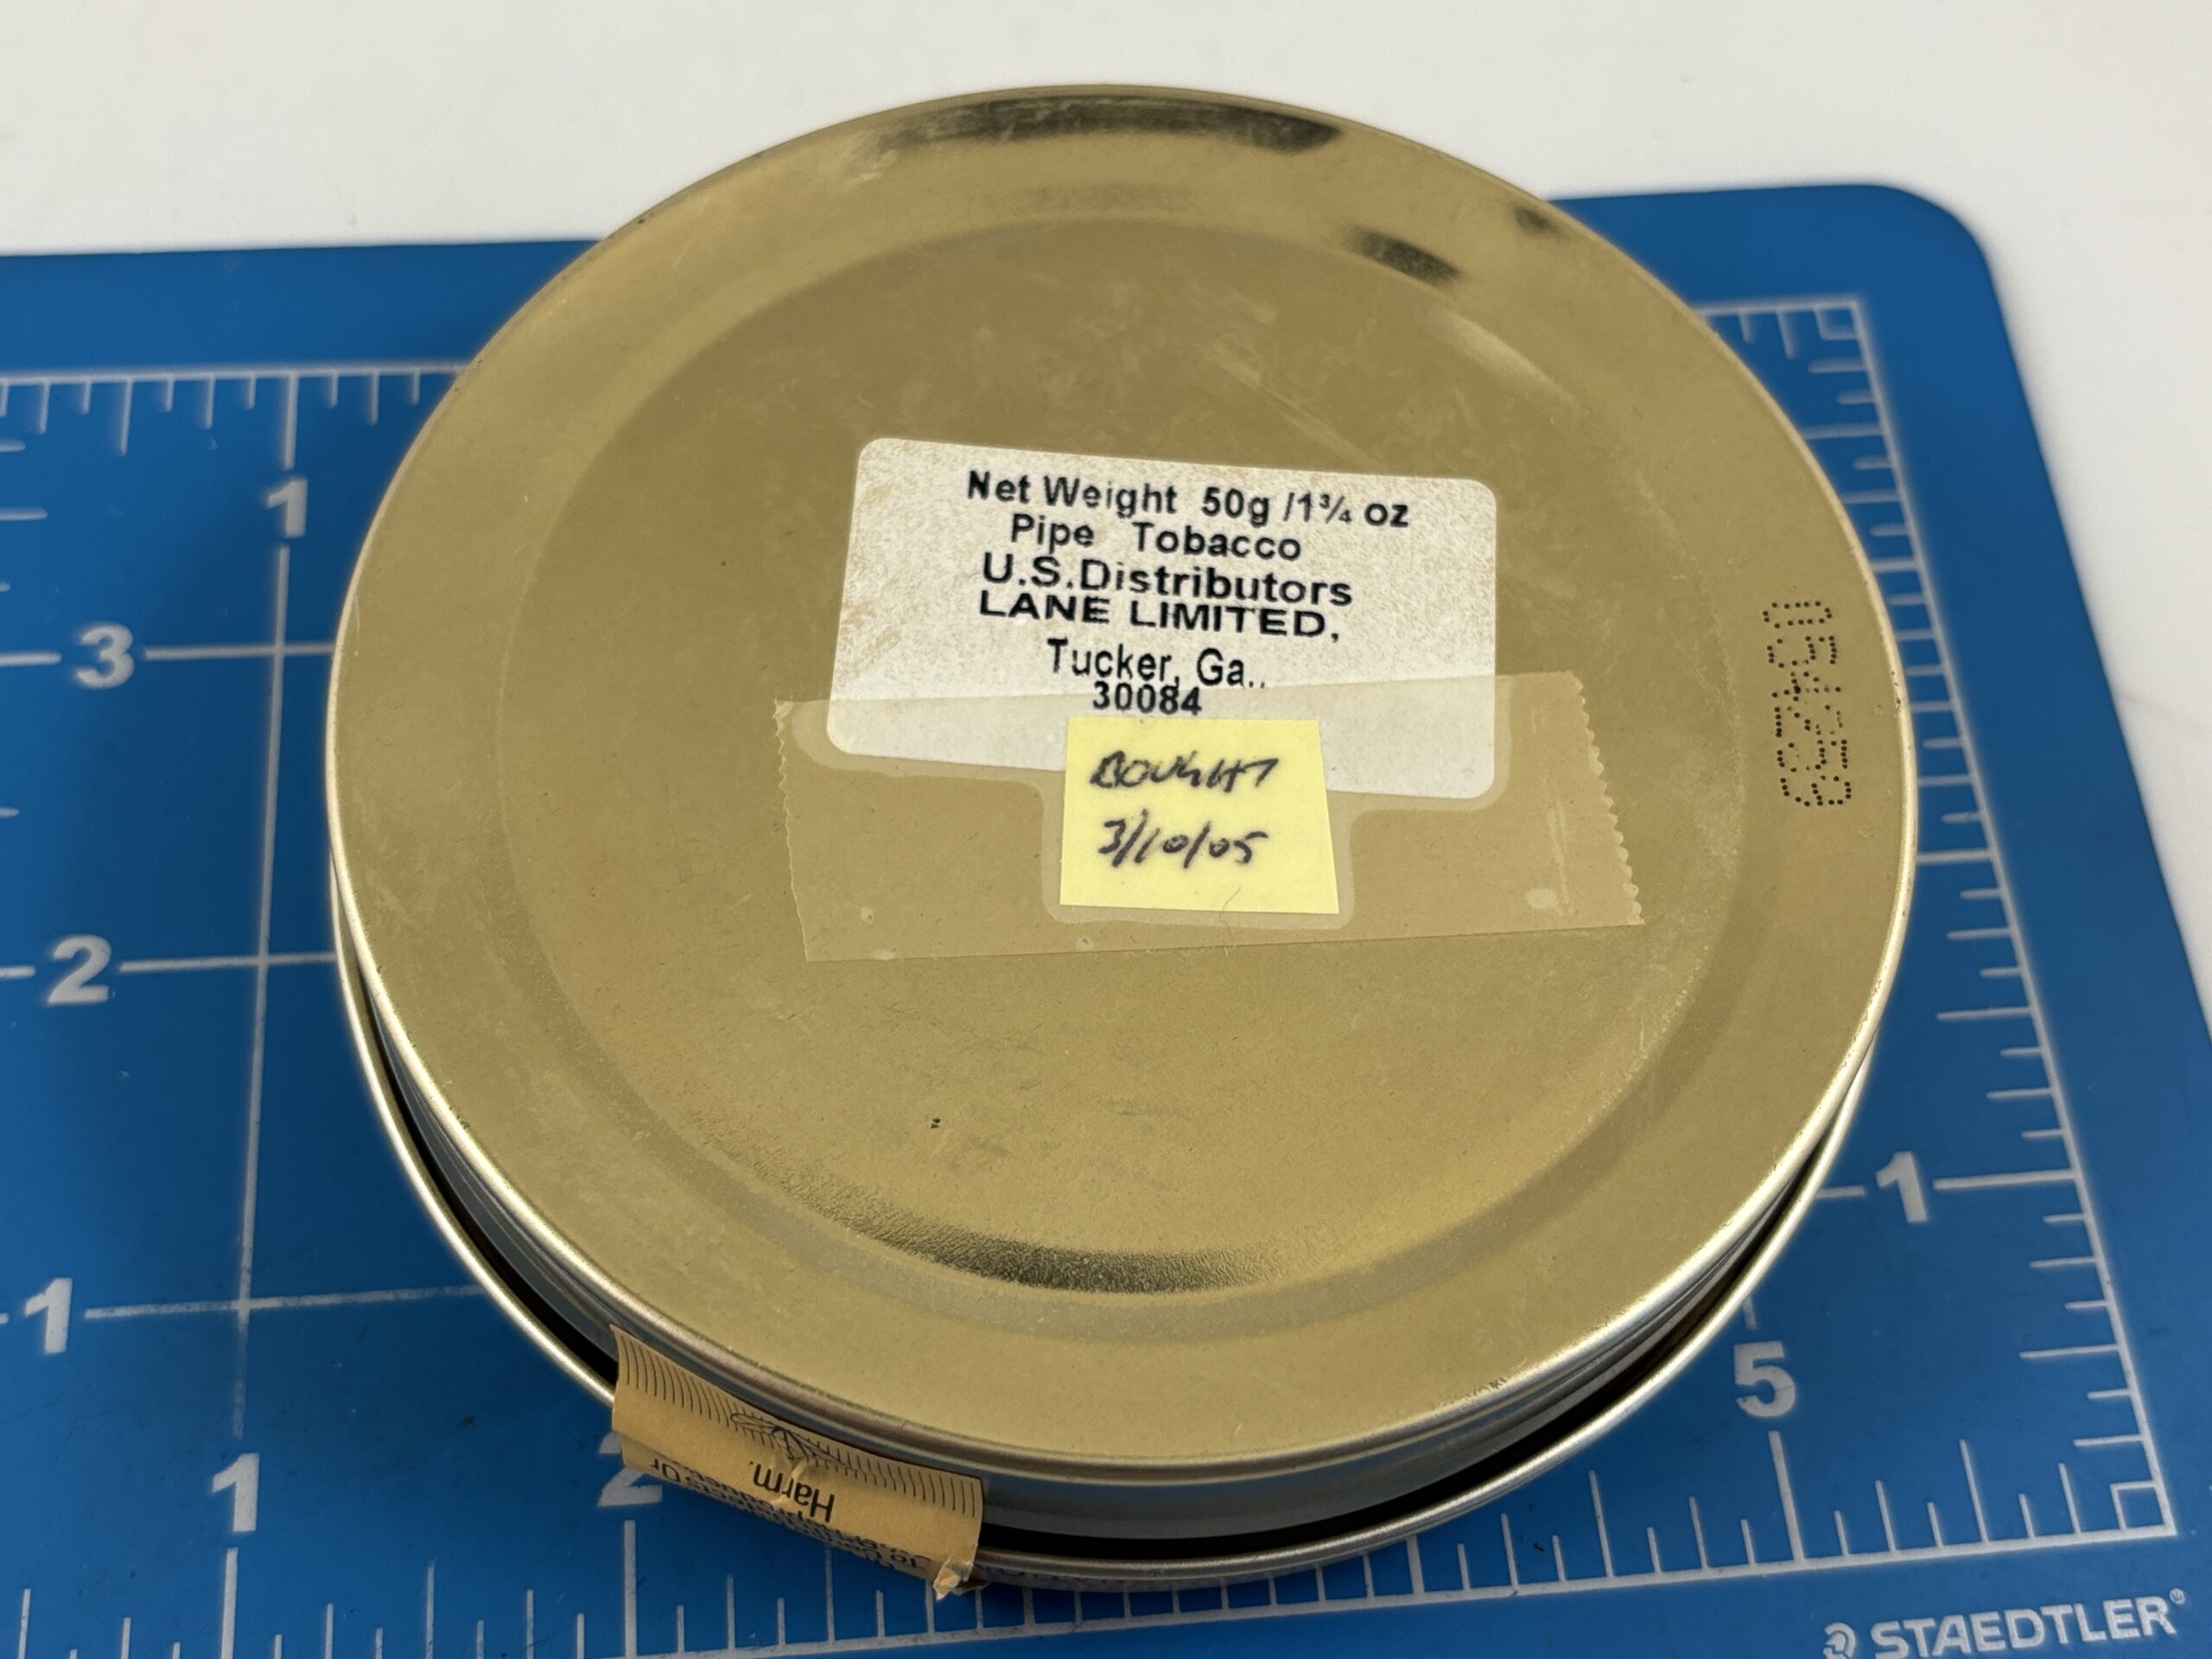 Net Weight 50g /1¾ oz
Pipe Tobacco
U.S.Distributors
LANE LIMITED,
Tucker, Ga..
30084
BOUGHT
3/10/05
Harm.
1
3
2
1
1
2
5
1
STAEDTLER®